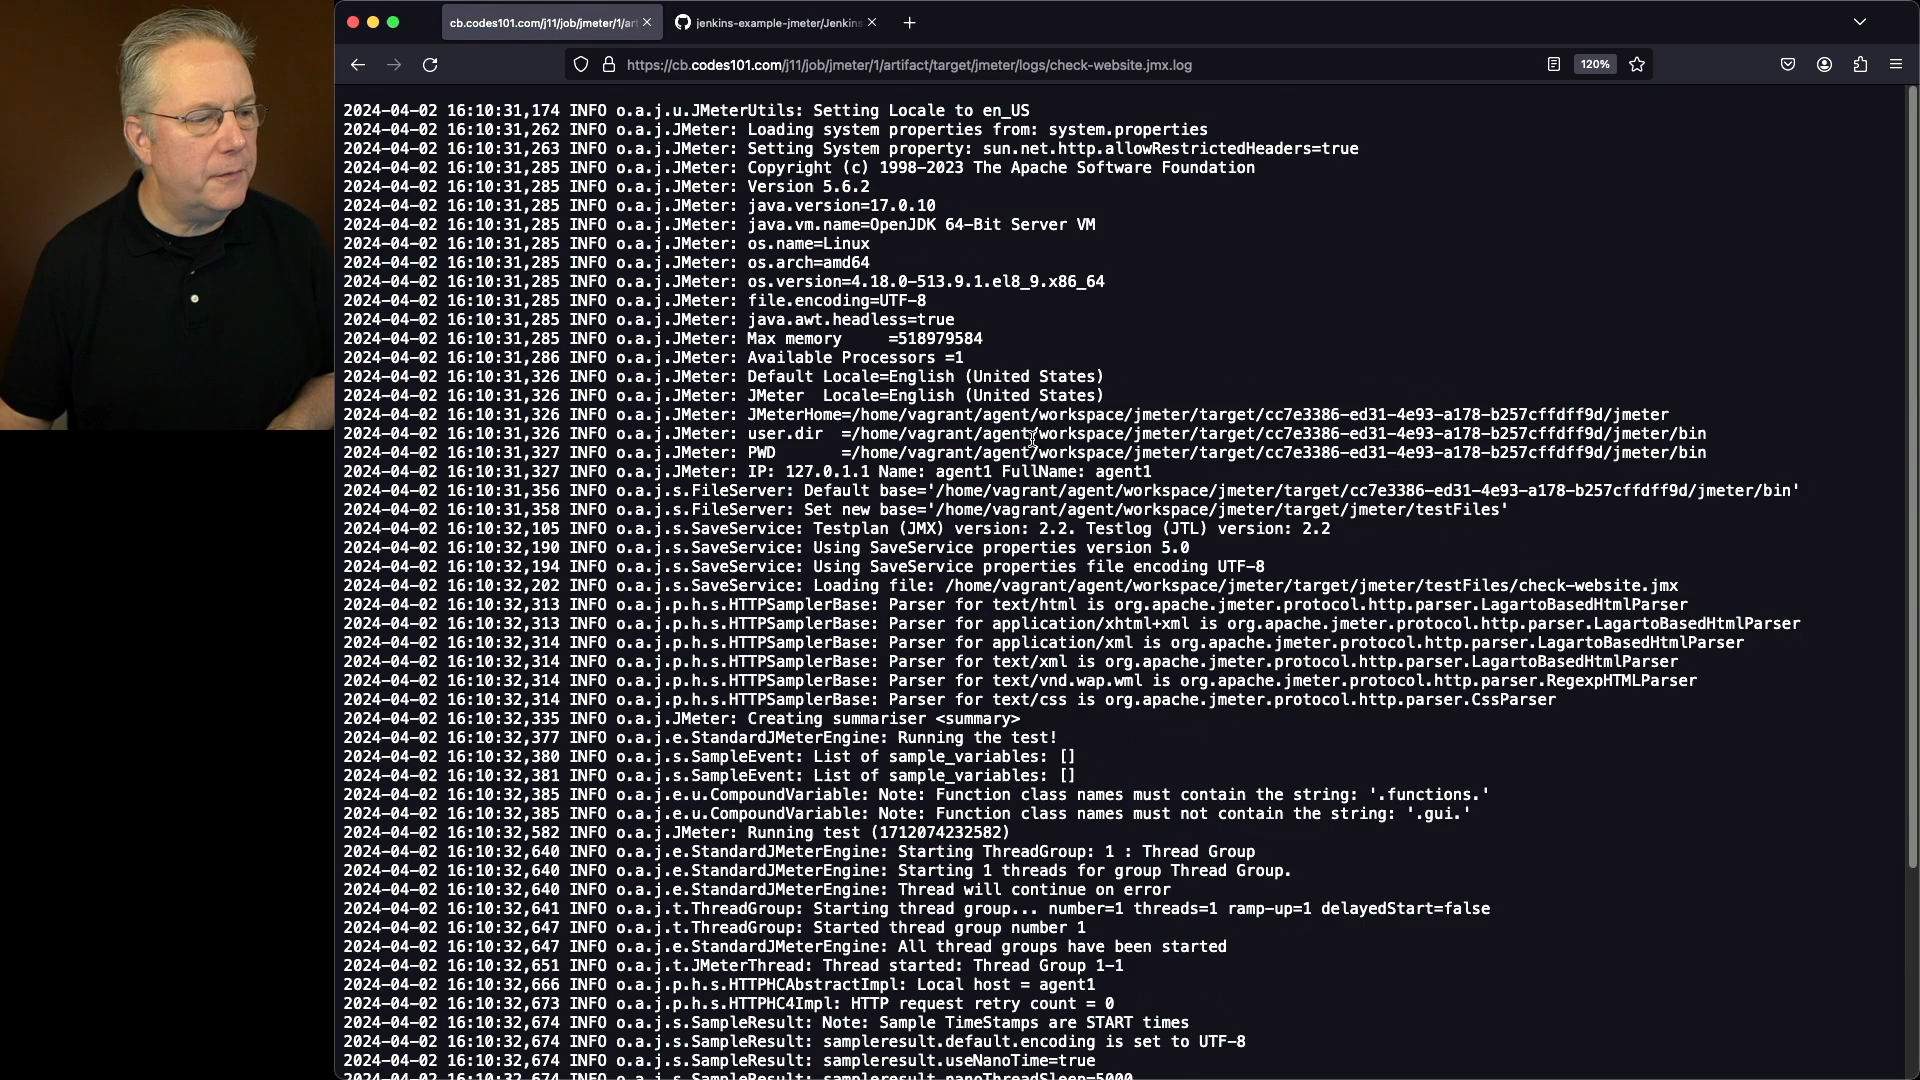 cb.codes101.com/j11/job/jmeter/1/art
jenkins-example-jmeter/Jenkins
https://cb.codes101.com/j11/job/jmeter/1/artifact/target/jmeter/logs/check-website.jmx.log
120%
2024-04-02 16:10:31,174 INFO o.a.j.u.JMeterUtils: Setting Locale to en_US
2024-04-02 16:10:31,262 INFO o.a.j.JMeter: Loading system properties from: system.properties
2024-04-02 16:10:31,263 INFO o.a.j.JMeter: Setting System property: sun.net.http.allowRestrictedHeaders=true
2024-04-02 16:10:31,285 INFO o.a.j.JMeter: Copyright (c) 1998-2023 The Apache Software Foundation
2024-04-02 16:10:31,285 INFO o.a.j.JMeter: Version 5.6.2
2024-04-02 16:10:31,285 INFO o.a.j.JMeter: java.version=17.0.10
2024-04-02 16:10:31,285 INFO o.a.j.JMeter: java.vm.name=OpenJDK 64-Bit Server VM
2024-04-02 16:10:31,285 INFO o.a.j.JMeter: os.name=Linux
2024-04-02 16:10:31,285 INFO o.a.j.JMeter: os.arch=amd64
2024-04-02 16:10:31,285 INFO o.a.j.JMeter: os.version=4.18.0-513.9.1.el8_9.x86_64
2024-04-02 16:10:31,285 INFO o.a.j.JMeter: file.encoding=UTF-8
2024-04-02 16:10:31,285 INFO o.a.j.JMeter: java.awt.headless=true
2024-04-02 16:10:31,285 INFO o.a.j.JMeter: Max memory     =518979584
2024-04-02 16:10:31,286 INFO o.a.j.JMeter: Available Processors =1
2024-04-02 16:10:31,326 INFO o.a.j.JMeter: Default Locale=English (United States)
2024-04-02 16:10:31,326 INFO o.a.j.JMeter: JMeter  Locale=English (United States)
2024-04-02 16:10:31,326 INFO o.a.j.JMeter: JMeterHome=/home/vagrant/agent/workspace/jmeter/target/cc7e3386-ed31-4e93-a178-b257cffdff9d/jmeter
2024-04-02 16:10:31,326 INFO o.a.j.JMeter: user.dir  =/home/vagrant/agent/workspace/jmeter/target/cc7e3386-ed31-4e93-a178-b257cffdff9d/jmeter/bin
2024-04-02 16:10:31,327 INFO o.a.j.JMeter: PWD       =/home/vagrant/agent/workspace/jmeter/target/cc7e3386-ed31-4e93-a178-b257cffdff9d/jmeter/bin
2024-04-02 16:10:31,327 INFO o.a.j.JMeter: IP: 127.0.1.1 Name: agent1 FullName: agent1
2024-04-02 16:10:31,356 INFO o.a.j.s.FileServer: Default base='/home/vagrant/agent/workspace/jmeter/target/cc7e3386-ed31-4e93-a178-b257cffdff9d/jmeter/bin'
2024-04-02 16:10:31,358 INFO o.a.j.s.FileServer: Set new base='/home/vagrant/agent/workspace/jmeter/target/jmeter/testFiles'
2024-04-02 16:10:32,105 INFO o.a.j.s.SaveService: Testplan (JMX) version: 2.2. Testlog (JTL) version: 2.2
2024-04-02 16:10:32,190 INFO o.a.j.s.SaveService: Using SaveService properties version 5.0
2024-04-02 16:10:32,194 INFO o.a.j.s.SaveService: Using SaveService properties file encoding UTF-8
2024-04-02 16:10:32,202 INFO o.a.j.s.SaveService: Loading file: /home/vagrant/agent/workspace/jmeter/target/jmeter/testFiles/check-website.jmx
2024-04-02 16:10:32,313 INFO o.a.j.p.h.s.HTTPSamplerBase: Parser for text/html is org.apache.jmeter.protocol.http.parser.LagartoBasedHtmlParser
2024-04-02 16:10:32,313 INFO o.a.j.p.h.s.HTTPSamplerBase: Parser for application/xhtml+xml is org.apache.jmeter.protocol.http.parser.LagartoBasedHtmlParser
2024-04-02 16:10:32,314 INFO o.a.j.p.h.s.HTTPSamplerBase: Parser for application/xml is org.apache.jmeter.protocol.http.parser.LagartoBasedHtmlParser
2024-04-02 16:10:32,314 INFO o.a.j.p.h.s.HTTPSamplerBase: Parser for text/xml is org.apache.jmeter.protocol.http.parser.LagartoBasedHtmlParser
2024-04-02 16:10:32,314 INFO o.a.j.p.h.s.HTTPSamplerBase: Parser for text/vnd.wap.wml is org.apache.jmeter.protocol.http.parser.RegexpHTMLParser
2024-04-02 16:10:32,314 INFO o.a.j.p.h.s.HTTPSamplerBase: Parser for text/css is org.apache.jmeter.protocol.http.parser.CssParser
2024-04-02 16:10:32,335 INFO o.a.j.JMeter: Creating summariser <summary>
2024-04-02 16:10:32,377 INFO o.a.j.e.StandardJMeterEngine: Running the test!
2024-04-02 16:10:32,380 INFO o.a.j.s.SampleEvent: List of sample_variables: []
2024-04-02 16:10:32,381 INFO o.a.j.s.SampleEvent: List of sample_variables: []
2024-04-02 16:10:32,385 INFO o.a.j.e.u.CompoundVariable: Note: Function class names must contain the string: '.functions.'
2024-04-02 16:10:32,385 INFO o.a.j.e.u.CompoundVariable: Note: Function class names must not contain the string: '.gui.'
2024-04-02 16:10:32,582 INFO o.a.j.JMeter: Running test (1712074232582)
2024-04-02 16:10:32,640 INFO o.a.j.e.StandardJMeterEngine: Starting ThreadGroup: 1 : Thread Group
2024-04-02 16:10:32,640 INFO o.a.j.e.StandardJMeterEngine: Starting 1 threads for group Thread Group.
2024-04-02 16:10:32,640 INFO o.a.j.e.StandardJMeterEngine: Thread will continue on error
2024-04-02 16:10:32,641 INFO o.a.j.t.ThreadGroup: Starting thread group... number=1 threads=1 ramp-up=1 delayedStart=false
2024-04-02 16:10:32,647 INFO o.a.j.t.ThreadGroup: Started thread group number 1
2024-04-02 16:10:32,647 INFO o.a.j.e.StandardJMeterEngine: All thread groups have been started
2024-04-02 16:10:32,651 INFO o.a.j.t.JMeterThread: Thread started: Thread Group 1-1
2024-04-02 16:10:32,666 INFO o.a.j.p.h.s.HTTPHCAbstractImpl: Local host = agent1
2024-04-02 16:10:32,673 INFO o.a.j.p.h.s.HTTPHC4Impl: HTTP request retry count = 0
2024-04-02 16:10:32,674 INFO o.a.j.s.SampleResult: Note: Sample TimeStamps are START times
2024-04-02 16:10:32,674 INFO o.a.j.s.SampleResult: sampleresult.default.encoding is set to UTF-8
2024-04-02 16:10:32,674 INFO o.a.j.s.SampleResult: sampleresult.useNanoTime=true
2024-04-02 16:10:32,674 INFO o.a.j.s.SampleResult: sampleresult.nanoThreadSleep=5000